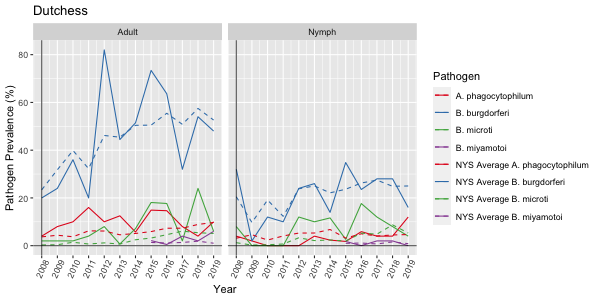 Dutchess
Adult
Nymph
Pathogen Prevalence (%)
80
60
40
20
0
2008 2009 2010 2011 2012 2013 2014 2015 2016 2017 2018 2019
2008 2009 2010 2011 2012 2013 2014 2015 2016 2017 2018 2019
Year
Pathogen
A. phagocytophilum
B. burgdorferi
B. microti
B. miyamotoi
NYS Average A. phagocytophilum
NYS Average B. burgdorferi
NYS Average B. microti
NYS Average B. miyamotoi